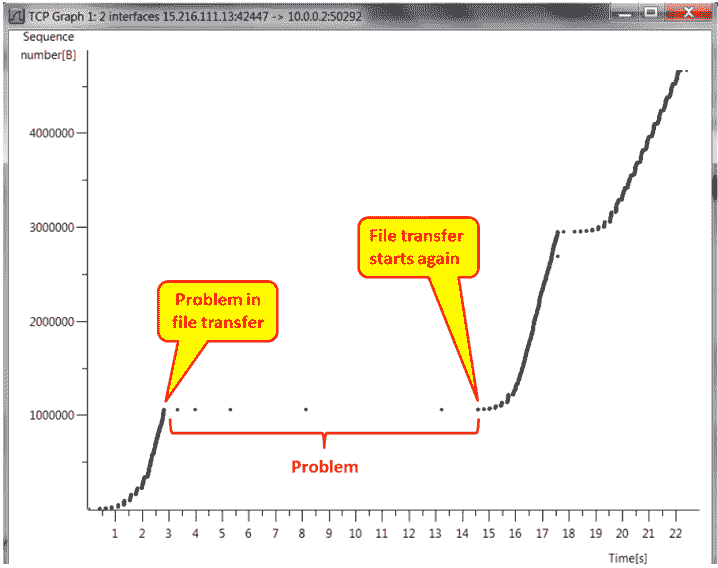 TCP Graph 1: 2 interfaces 15.216.111.13:42447 -> 10.0.0.2:50292
Sequence
number[B]
4000000
File transfer
starts again
3000000
Problem in
file transfer
2000000
1000000
Problem
1 2 3 4 5 6 7 8 9 10 11 12 13 14 15 16 17 18 19 20 21 22
Time[s]